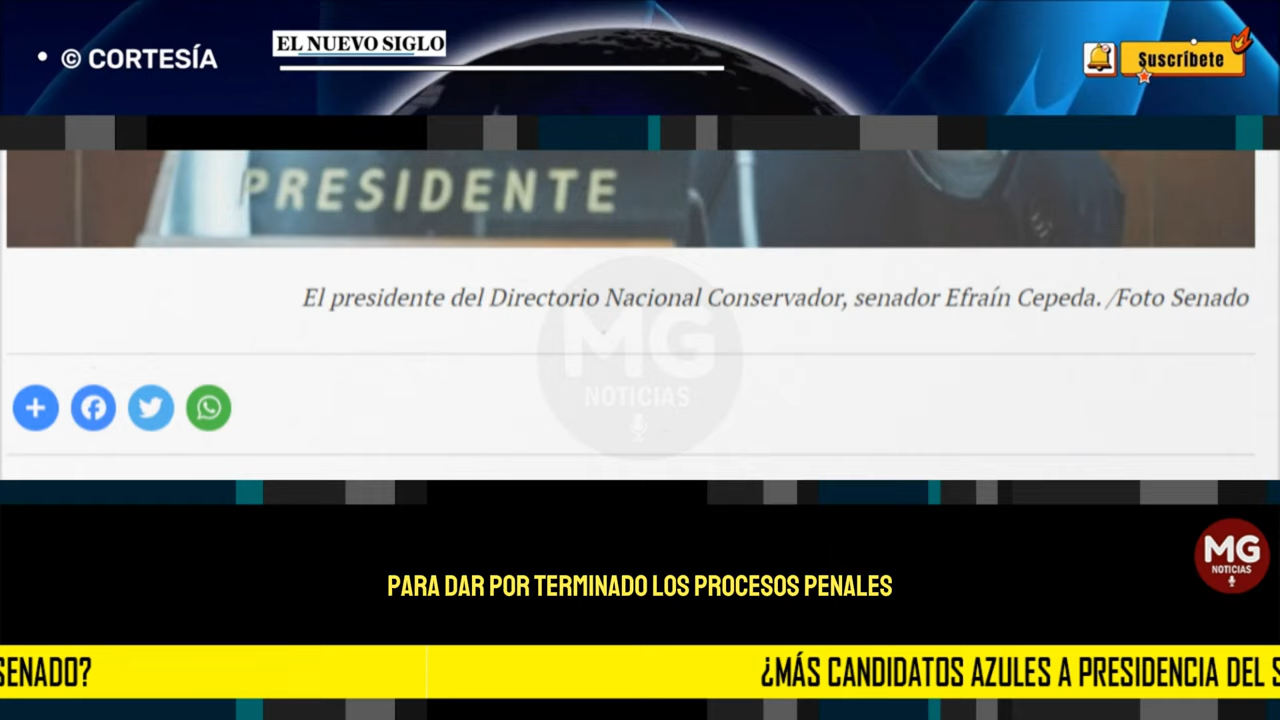 • © CORTESÍA
EL NUEVO SIGLO
Suscríbete
PRESIDENTE
El presidente del Directorio Nacional Conservador, senador Efraín Cepeda. /Foto Senado
MG
NOTICIAS
MG
NOTICIAS
PARA DAR POR TERMINADO LOS PROCESOS PENALES
SENADO? ¿MÁS CANDIDATOS AZULES A PRESIDENCIA DEL S